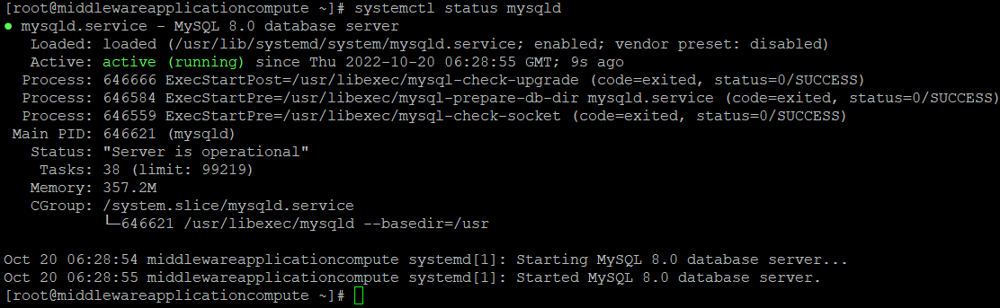 [root@middlewareapplicationcompute ~]# systemctl status mysqld
● mysqld.service - MySQL 8.0 database server
   Loaded: loaded (/usr/lib/systemd/system/mysqld.service; enabled; vendor preset: disabled)
   Active: active (running) since Thu 2022-10-20 06:28:55 GMT; 9s ago
  Process: 646666 ExecStartPost=/usr/libexec/mysql-check-upgrade (code=exited, status=0/SUCCESS)
  Process: 646584 ExecStartPre=/usr/libexec/mysql-prepare-db-dir mysqld.service (code=exited, status=0/SUCCESS)
  Process: 646559 ExecStartPre=/usr/libexec/mysql-check-socket (code=exited, status=0/SUCCESS)
 Main PID: 646621 (mysqld)
   Status: "Server is operational"
    Tasks: 38 (limit: 99219)
   Memory: 357.2M
   CGroup: /system.slice/mysqld.service
           └─646621 /usr/libexec/mysqld --basedir=/usr

Oct 20 06:28:54 middlewareapplicationcompute systemd[1]: Starting MySQL 8.0 database server...
Oct 20 06:28:55 middlewareapplicationcompute systemd[1]: Started MySQL 8.0 database server.
[root@middlewareapplicationcompute ~]#